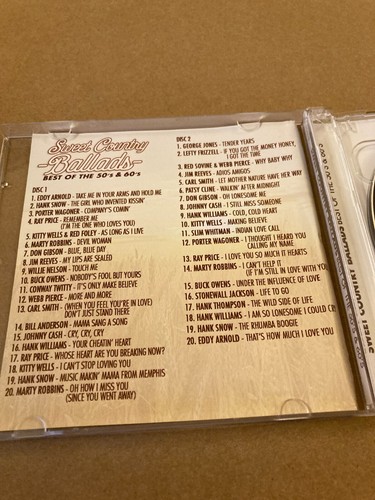 Sweet Country
Ballads
BEST OF THE 50's & 60's
DISC 1
1. EDDY ARNOLD - TAKE ME IN YOUR ARMS AND HOLD ME
2. HANK SNOW - THE GIRL WHO INVENTED KISSIN'
3. PORTER WAGONER - COMPANY'S COMIN'
4. RAY PRICE - REMEMBER ME
(I'M THE ONE WHO LOVES YOU)
5. KITTY WELLS & RED FOLEY - AS LONG AS I LIVE
6. MARTY ROBBINS - DEVIL WOMAN
7. DON GIBSON - BLUE, BLUE DAY
8. JIM REEVES - MY LIPS ARE SEALED
9. WILLIE NELSON - TOUCH ME
10. BUCK OWENS - NOBODY'S FOOL BUT YOURS
11. CONWAY TWITTY - IT'S ONLY MAKE BELIEVE
12. WEBB PIERCE - MORE AND MORE
13. CARL SMITH - (WHEN YOU FEEL YOU'RE IN LOVE)
DON'T JUST STAND THERE
14. BILL ANDERSON - MAMA SANG A SONG
15. JOHNNY CASH - CRY, CRY, CRY
16. HANK WILLIAMS - YOUR CHEATIN' HEART
17. RAY PRICE - WHOSE HEART ARE YOU BREAKING NOW?
18. KITTY WELLS - I CAN'T STOP LOVING YOU
19. HANK SNOW - MUSIC MAKIN' MAMA FROM MEMPHIS
20. MARTY ROBBINS - OH HOW I MISS YOU
(SINCE YOU WENT AWAY)
DISC 2
1. GEORGE JONES - TENDER YEARS
2. LEFTY FRIZZELL - IF YOU GOT THE MONEY HONEY,
I GOT THE TIME
3. RED SOVINE & WEBB PIERCE - WHY BABY WHY
4. JIM REEVES - ADIOS AMIGOS
5. CARL SMITH - LET MOTHER NATURE HAVE HER WAY
6. PATSY CLINE - WALKIN' AFTER MIDNIGHT
7. DON GIBSON - OH LONESOME ME
8. JOHNNY CASH - I STILL MISS SOMEONE
9. HANK WILLIAMS - COLD, COLD HEART
10. KITTY WELLS - MAKING BELIEVE
11. SLIM WHITMAN - INDIAN LOVE CALL
12. PORTER WAGONER - I THOUGHT I HEARD YOU
CALLING MY NAME.
13. RAY PRICE - I LOVE YOU SO MUCH IT HEARTS
14. MARTY ROBBINS - I CAN'T HELP IT
(IF I'M STILL IN LOVE WITH YOU
15. BUCK OWENS - UNDER THE INFLUENCE OF LOVE
16. STONEWALL JACKSON - LIFE TO GO
17. HANK THOMPSON - THE WILD SIDE OF LIFE
18. HANK WILLIAMS - I AM SO LONESOME I COULD
19. HANK SNOW - THE RHUMBA BOOGIE
20. EDDY ARNOLD - THAT'S HOW MUCH I LOVE YOU
SWEET COUNTRY BALLADS BEST OF THE 50's & 60's